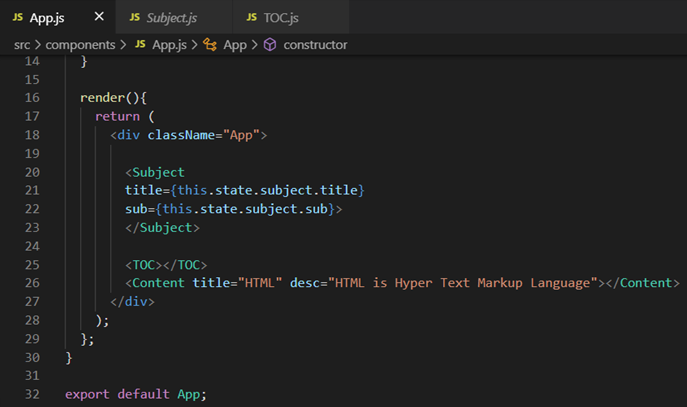 JS App.js × JS Subject.js JS TOC.js
src > components > JS App.js > App > constructor
14 }
15
16 render(){
17 return (
18 <div className="App">
19
20 <Subject
21 title={this.state.subject.title}
22 sub={this.state.subject.sub}>
23 </Subject>
24
25 <TOC></TOC>
26 <Content title="HTML" desc="HTML is Hyper Text Markup Language"></Content>
27 </div>
28 );
29 };
30 }
31
32 export default App;